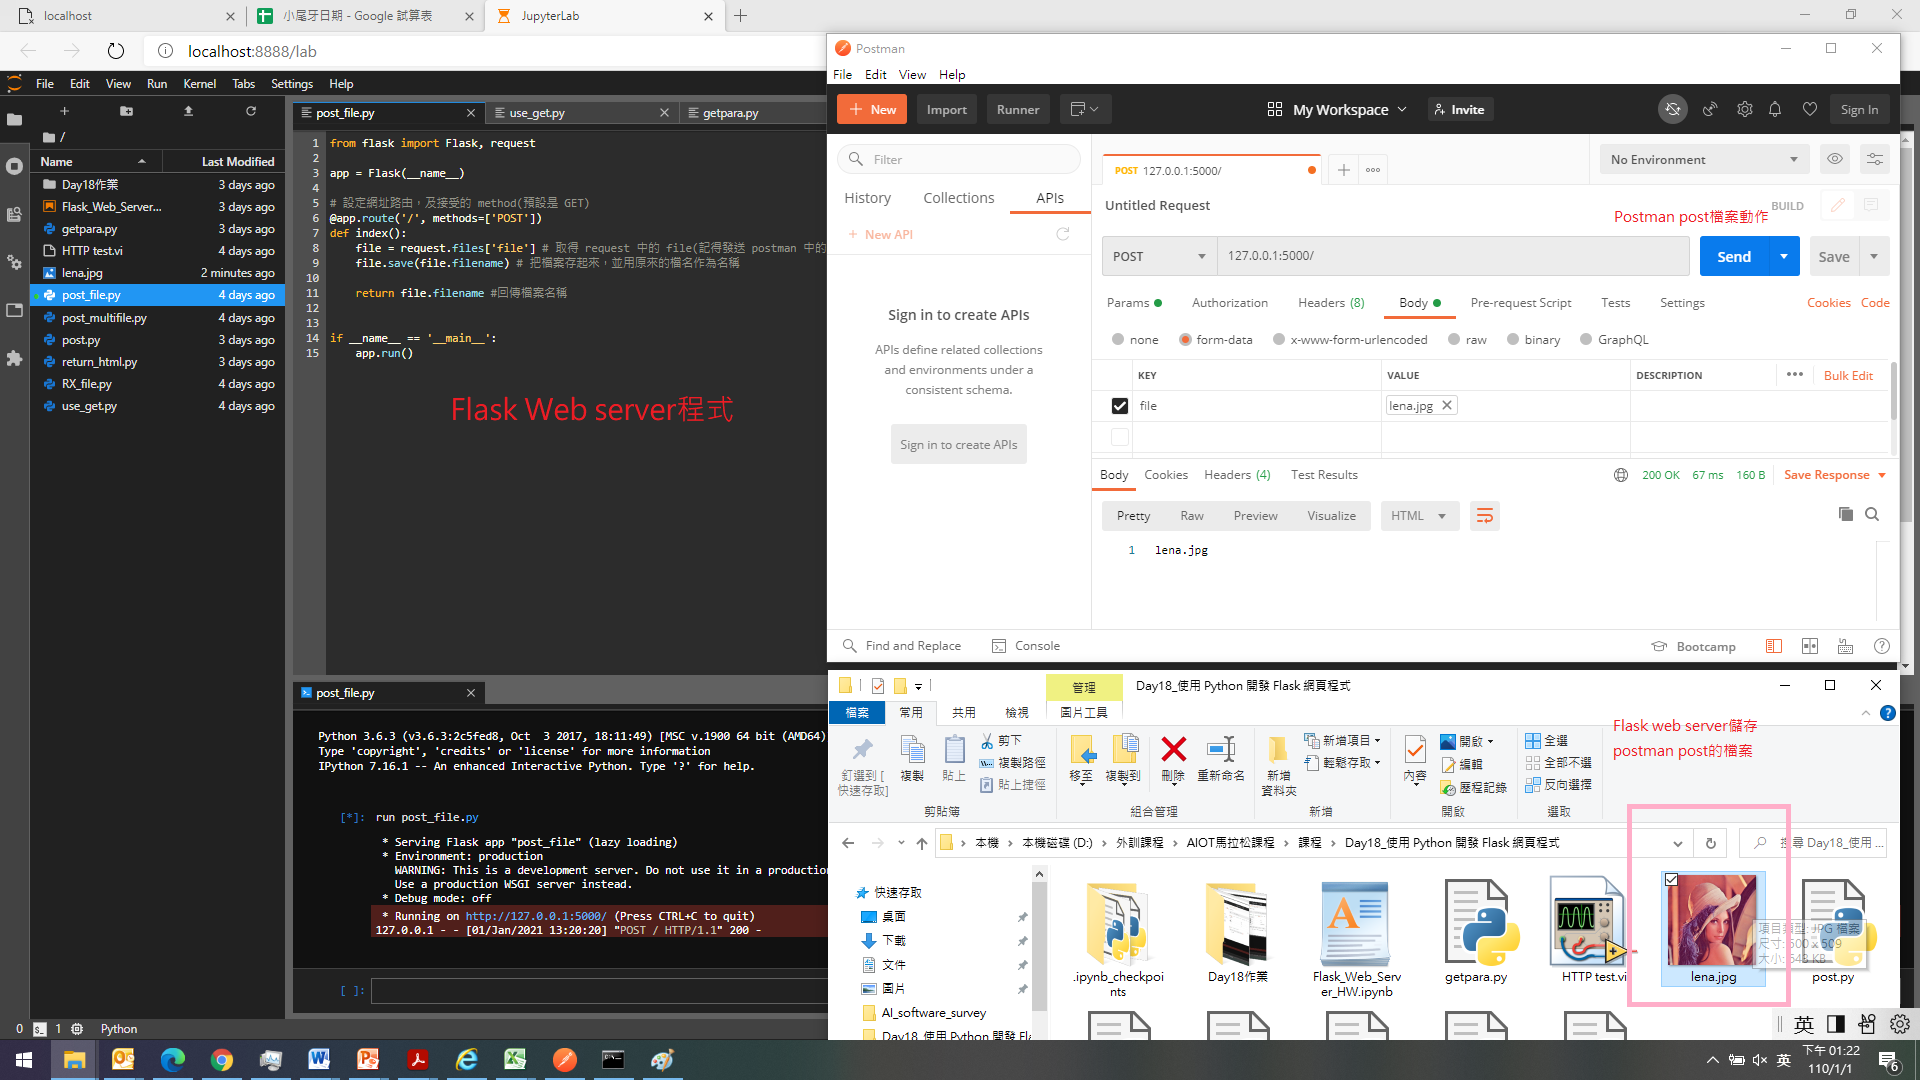 localhost
小尾牙日期 - Google 試算表
JupyterLab
localhost:8888/lab
File Edit View Run Kernel Tabs Settings Help
/
Name Last Modified
Day18作業 3 days ago
Flask_Web_Server... 3 days ago
getpara.py 3 days ago
HTTP test.vi 3 days ago
lena.jpg 2 minutes ago
post_file.py 4 days ago
post_multifile.py 4 days ago
post.py 3 days ago
return_html.py 3 days ago
RX_file.py 4 days ago
use_get.py 4 days ago
post_file.py
use_get.py
getpara.py
1 from flask import Flask, request
2
3 app = Flask(__name__)
4
5 # 設定網址路由，及接受的 method(預設是 GET)
6 @app.route('/', methods=['POST'])
7 def index():
8 file = request.files['file'] # 取得 request 中的 file(記得發送 postman 中的
9 file.save(file.filename) # 把檔案存起來，並用原來的檔名作為名稱
10
11 return file.filename #回傳檔案名稱
12
13
14 if __name__ == '__main__':
15 app.run()
Flask Web server程式
post_file.py
Python 3.6.3 (v3.6.3:2c5fed8, Oct 3 2017, 18:11:49) [MSC v.1900 64 bit (AMD64)
Type 'copyright', 'credits' or 'license' for more information
IPython 7.16.1 -- An enhanced Interactive Python. Type '?' for help.
[*]: run post_file.py
* Serving Flask app "post_file" (lazy loading)
* Environment: production
WARNING: This is a development server. Do not use it in a production
Use a production WSGI server instead.
* Debug mode: off
* Running on http://127.0.0.1:5000/ (Press CTRL+C to quit)
127.0.0.1 - - [01/Jan/2021 13:20:20] "POST / HTTP/1.1" 200 -
[ ]:
0 1 Python
Postman
File Edit View Help
New Import Runner
My Workspace Invite
Sign In
Filter
History Collections APIs
+ New API
Sign in to create APIs
APIs define related collections
and environments under a
consistent schema.
Sign in to create APIs
POST 127.0.0.1:5000/
No Environment
Untitled Request
Postman post檔案動作
BUILD
POST 127.0.0.1:5000/ Send Save
Params Authorization Headers (8) Body Pre-request Script Tests Settings Cookies Code
none form-data x-www-form-urlencoded raw binary GraphQL
KEY VALUE DESCRIPTION Bulk Edit
file lena.jpg
Body Cookies Headers (4) Test Results 200 OK 67 ms 160 B Save Response
Pretty Raw Preview Visualize HTML
1 lena.jpg
Find and Replace Console Bootcamp
管理 Day18_使用 Python 開發 Flask 網頁程式
檔案 常用 共用 檢視 圖片工具
Flask web server儲存
postman post的檔案
釘選到 [
快速存取]
複製
貼上
剪下
複製路徑
貼上捷徑
剪貼簿
移至
複製到
刪除
重新命名
組合管理
新增
資料夾
新增項目
輕鬆存取
新增
內容
開啟
編輯
歷程記錄
開啟
全選
全部不選
反向選擇
選取
本機 本機磁碟 (D:) 外訓課程 AIOT馬拉松課程 課程 Day18_使用 Python 開發 Flask 網頁程式
搜尋 Day18_使用 ...
快速存取
桌面
下載
文件
圖片
AI_software_survey
Day18_使用 Python 開發 Fl
.ipynb_checkpoi
nts
Day18作業
Flask_Web_Serv
er_HW.ipynb
getpara.py
HTTP test.vi
lena.jpg
post.py
項目類型: JPG 檔案
尺寸: 500 x 509
英
英
下午 01:22
110/1/1
6